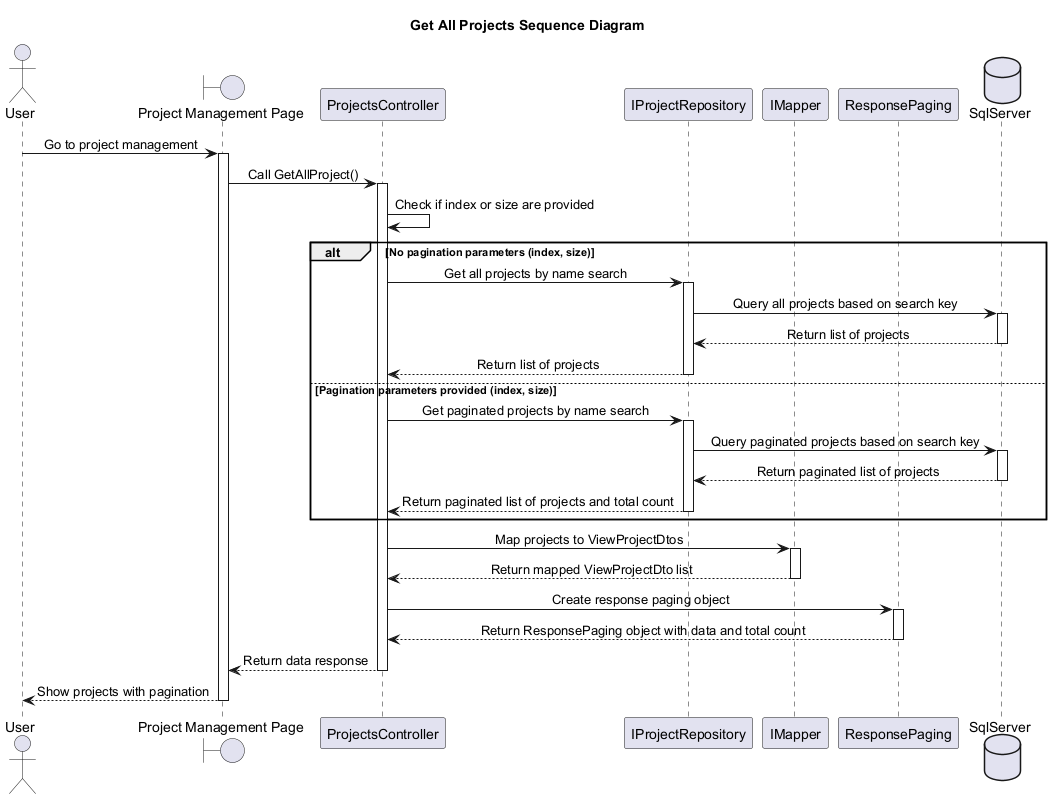 Get All Projects Sequence Diagram
User
Project Management Page
ProjectsController
IProjectRepository
IMapper
ResponsePaging
SqlServer
Go to project management
Call GetAllProject()
Check if index or size are provided
alt
[No pagination parameters (index, size)]
Get all projects by name search
Query all projects based on search key
Return list of projects
Return list of projects
[Pagination parameters provided (index, size)]
Get paginated projects by name search
Query paginated projects based on search key
Return paginated list of projects
Return paginated list of projects and total count
Map projects to ViewProjectDtos
Return mapped ViewProjectDto list
Create response paging object
Return ResponsePaging object with data and total count
Return data response
Show projects with pagination
User
Project Management Page
ProjectsController
IProjectRepository
IMapper
ResponsePaging
SqlServer